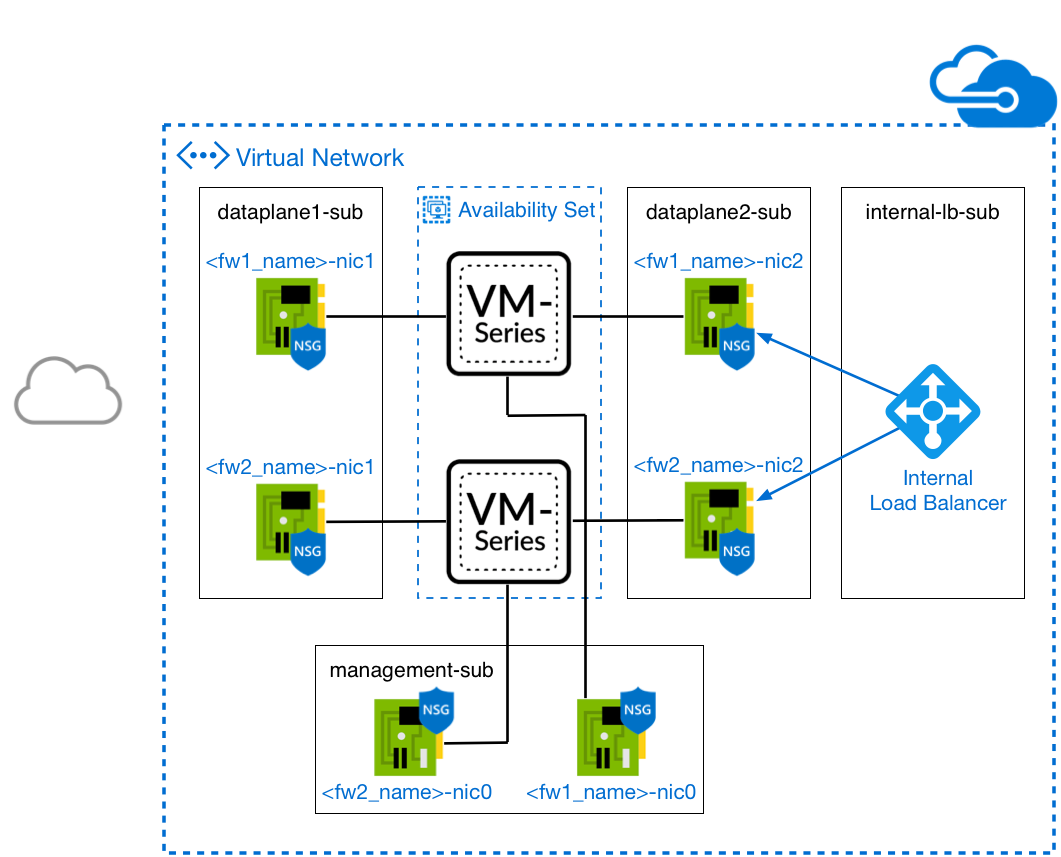 Virtual Network
dataplane1-sub
Availability Set
dataplane2-sub
internal-lb-sub
<fw1_name>-nic1
<fw1_name>-nic2
VM-
Series
NSG
NSG
<fw2_name>-nic1
<fw2_name>-nic2
VM-
Series
NSG
NSG
Internal
Load Balancer
management-sub
NSG
NSG
<fw2_name>-nic0
<fw1_name>-nic0